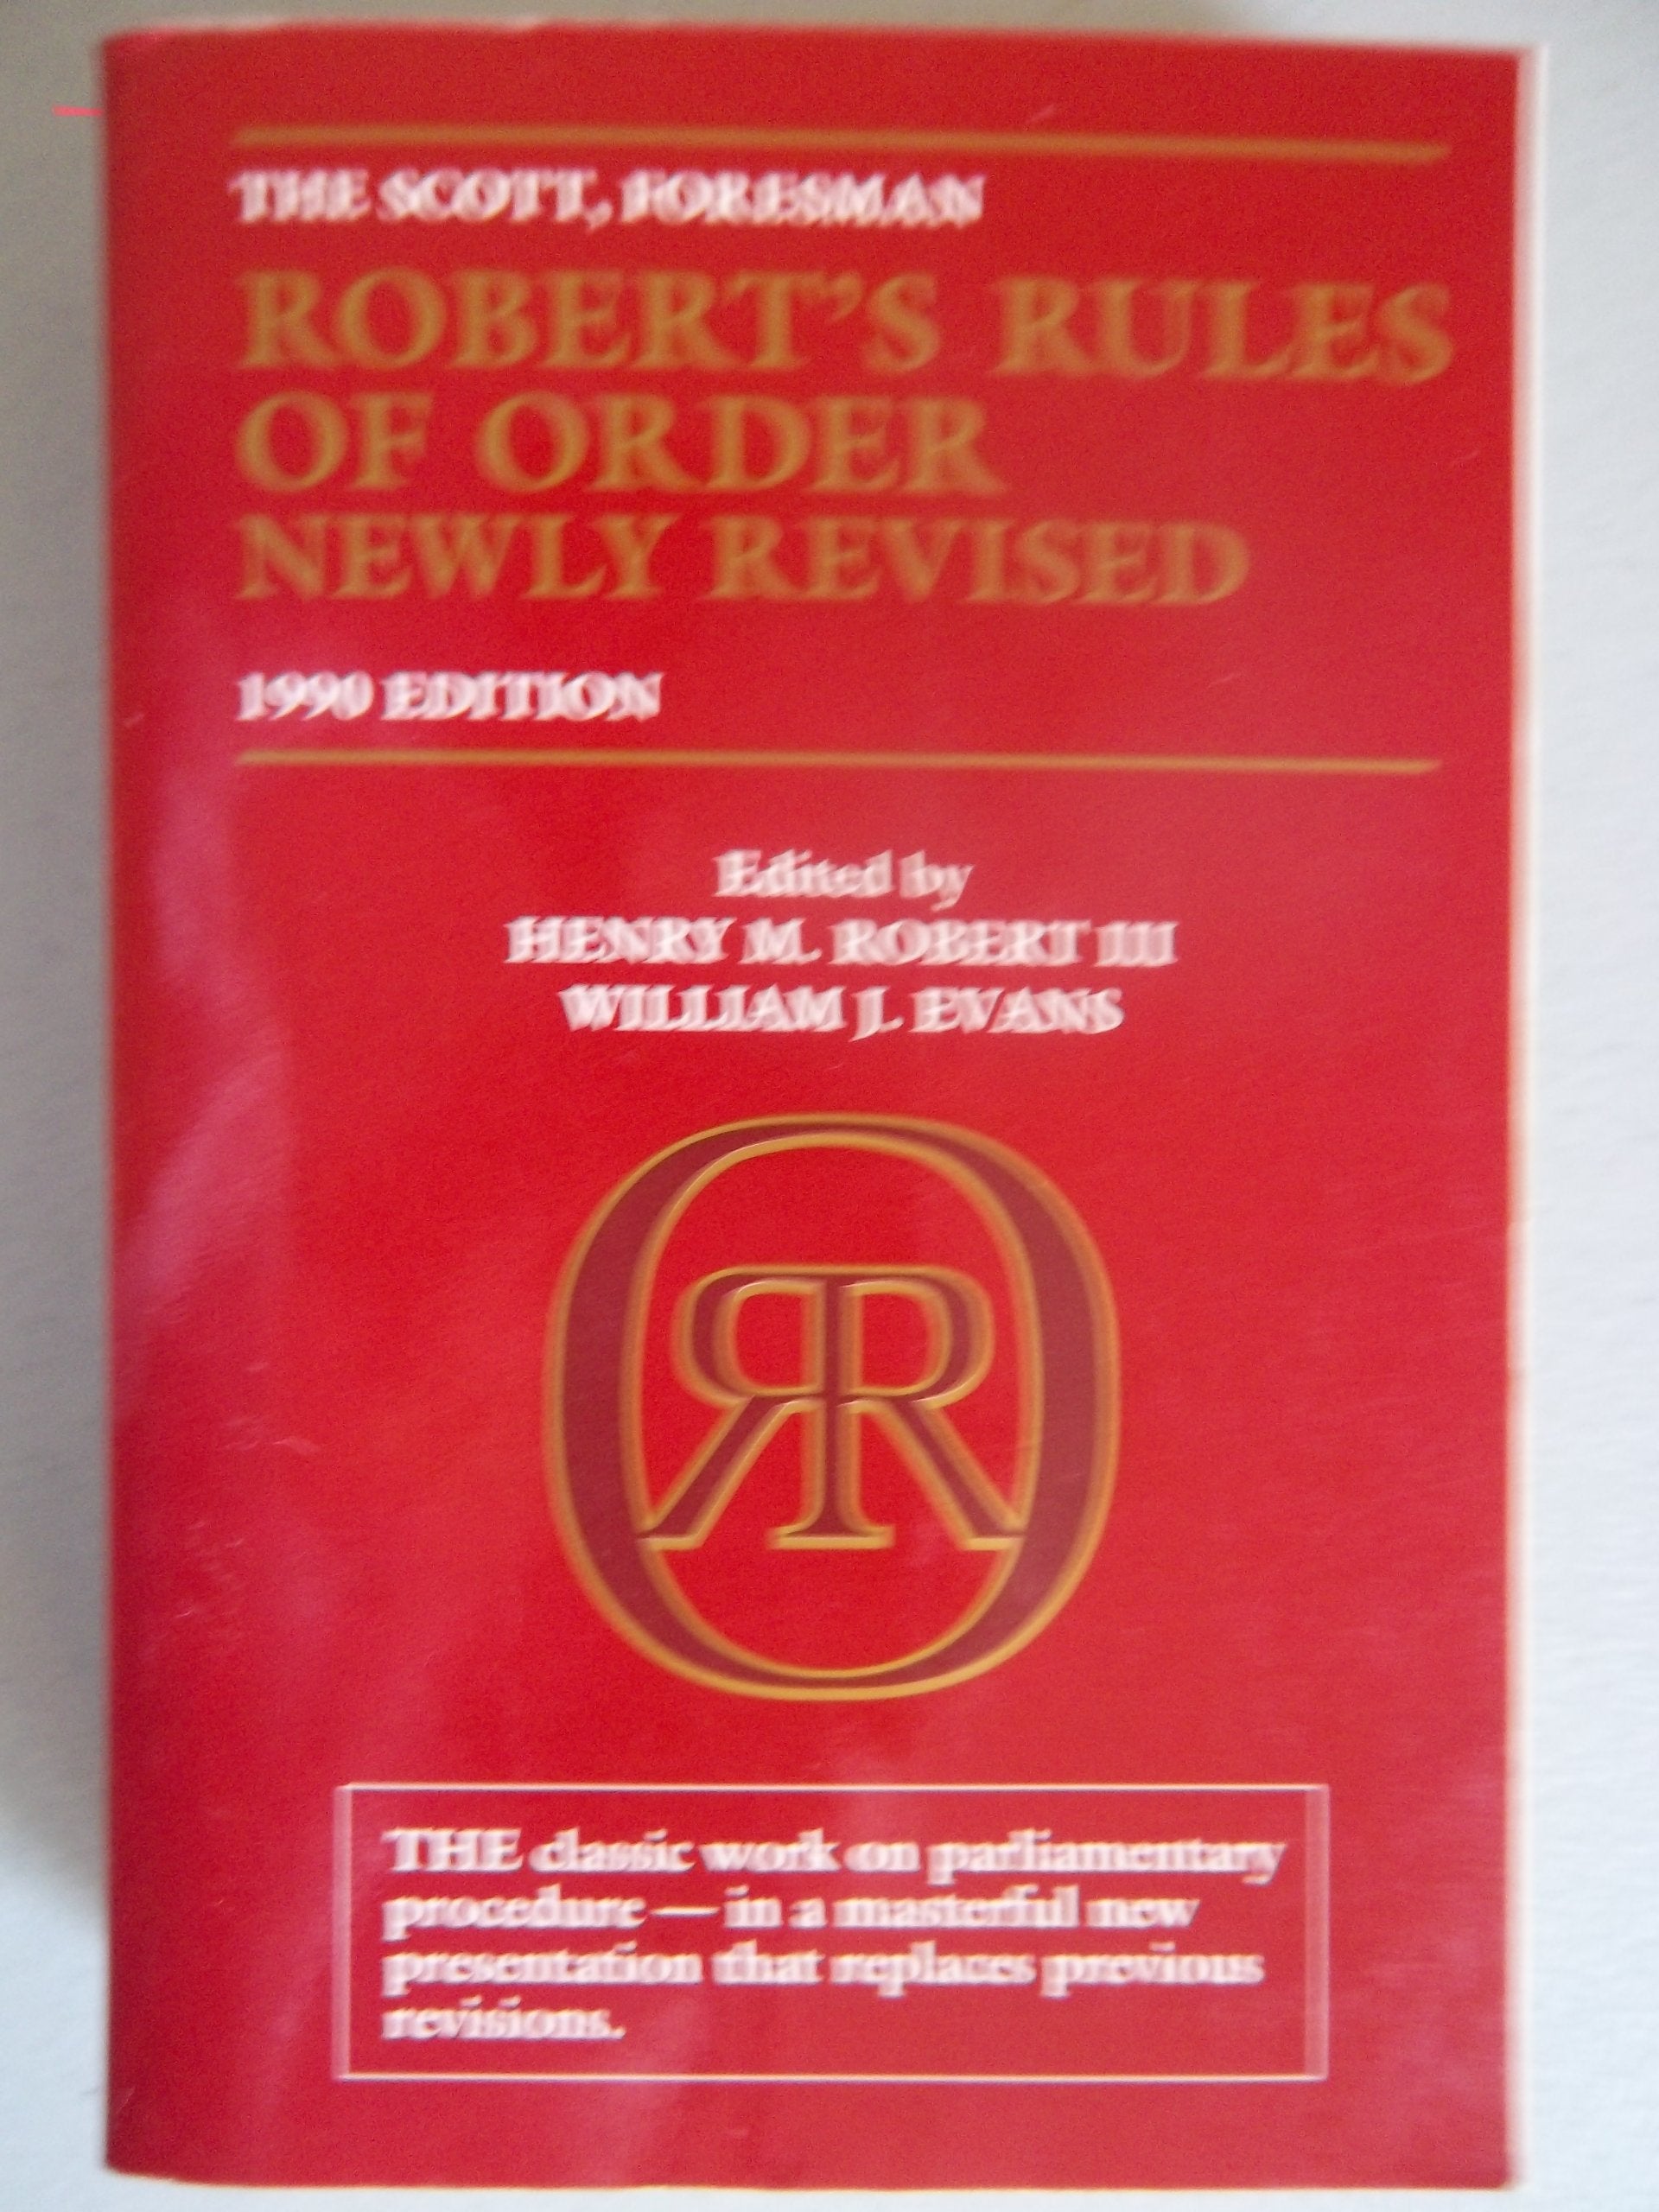 THE SCOTT, FORESMAN
ROBERT'S RULES
OF ORDER
NEWLY REVISED
1990 EDITION
Edited by
HENRY M. ROBERT III
WILLIAM J. EVANS
ORR
THE classic work on parliamentary
procedure — in a masterful new
presentation that replaces previous
revisions.